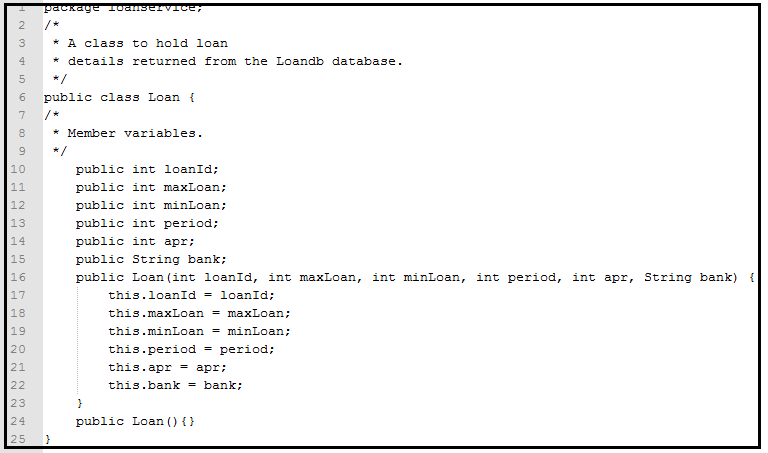 1 package loanservice;
2 /*
3  * A class to hold loan
4  * details returned from the Loandb database.
5  */
6 public class Loan {
7 /*
8  * Member variables.
9  */
10     public int loanId;
11     public int maxLoan;
12     public int minLoan;
13     public int period;
14     public int apr;
15     public String bank;
16     public Loan(int loanId, int maxLoan, int minLoan, int period, int apr, String bank) {
17         this.loanId = loanId;
18         this.maxLoan = maxLoan;
19         this.minLoan = minLoan;
20         this.period = period;
21         this.apr = apr;
22         this.bank = bank;
23     }
24     public Loan(){}
25 }